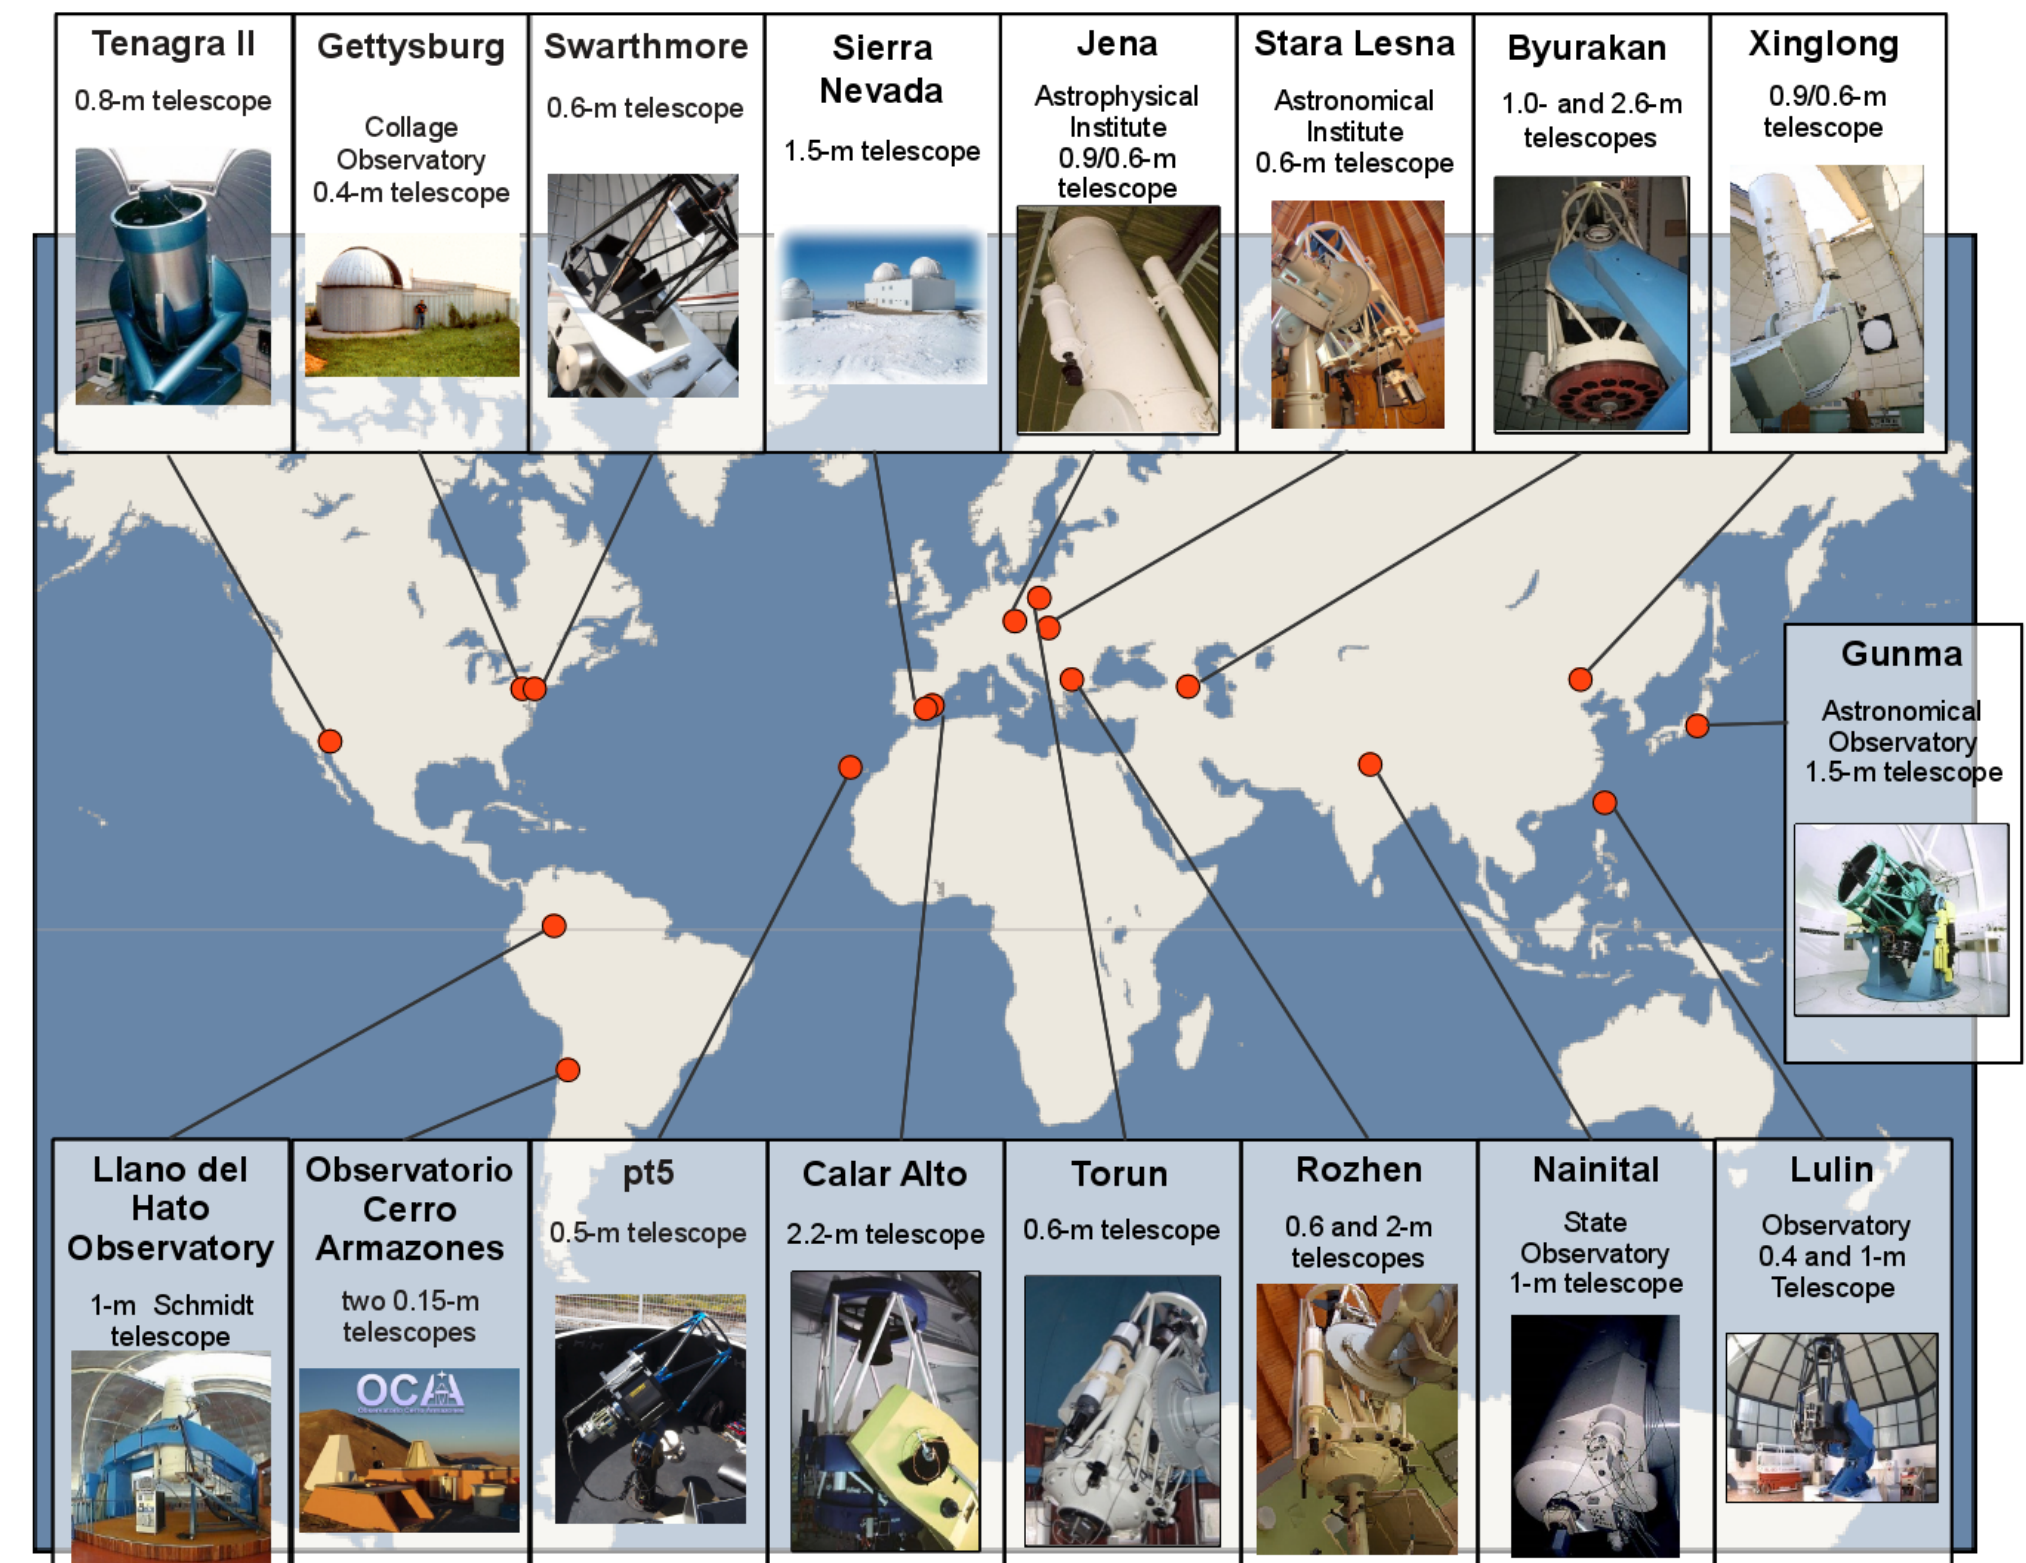 Tenagra II
0.8-m telescope
Gettysburg
Collage
Observatory
0.4-m telescope
Swarthmore
0.6-m telescope
Sierra
Nevada
1.5-m telescope
Jena
Astrophysical
Institute
0.9/0.6-m
telescope
Stara Lesna
Astronomical
Institute
0.6-m telescope
Byurakan
1.0- and 2.6-m
telescopes
Xinglong
0.9/0.6-m
telescope
Gunma
Astronomical
Observatory
1.5-m telescope
Llano del
Hato
Observatory
1-m Schmidt
telescope
Observatorio
Cerro
Armazones
two 0.15-m
telescopes
OCA
Observatorio Cerro Armazones
pt5
0.5-m telescope
Calar Alto
2.2-m telescope
Torun
0.6-m telescope
Rozhen
0.6 and 2-m
telescopes
Nainital
State
Observatory
1-m telescope
Lulin
Observatory
0.4 and 1-m
Telescope